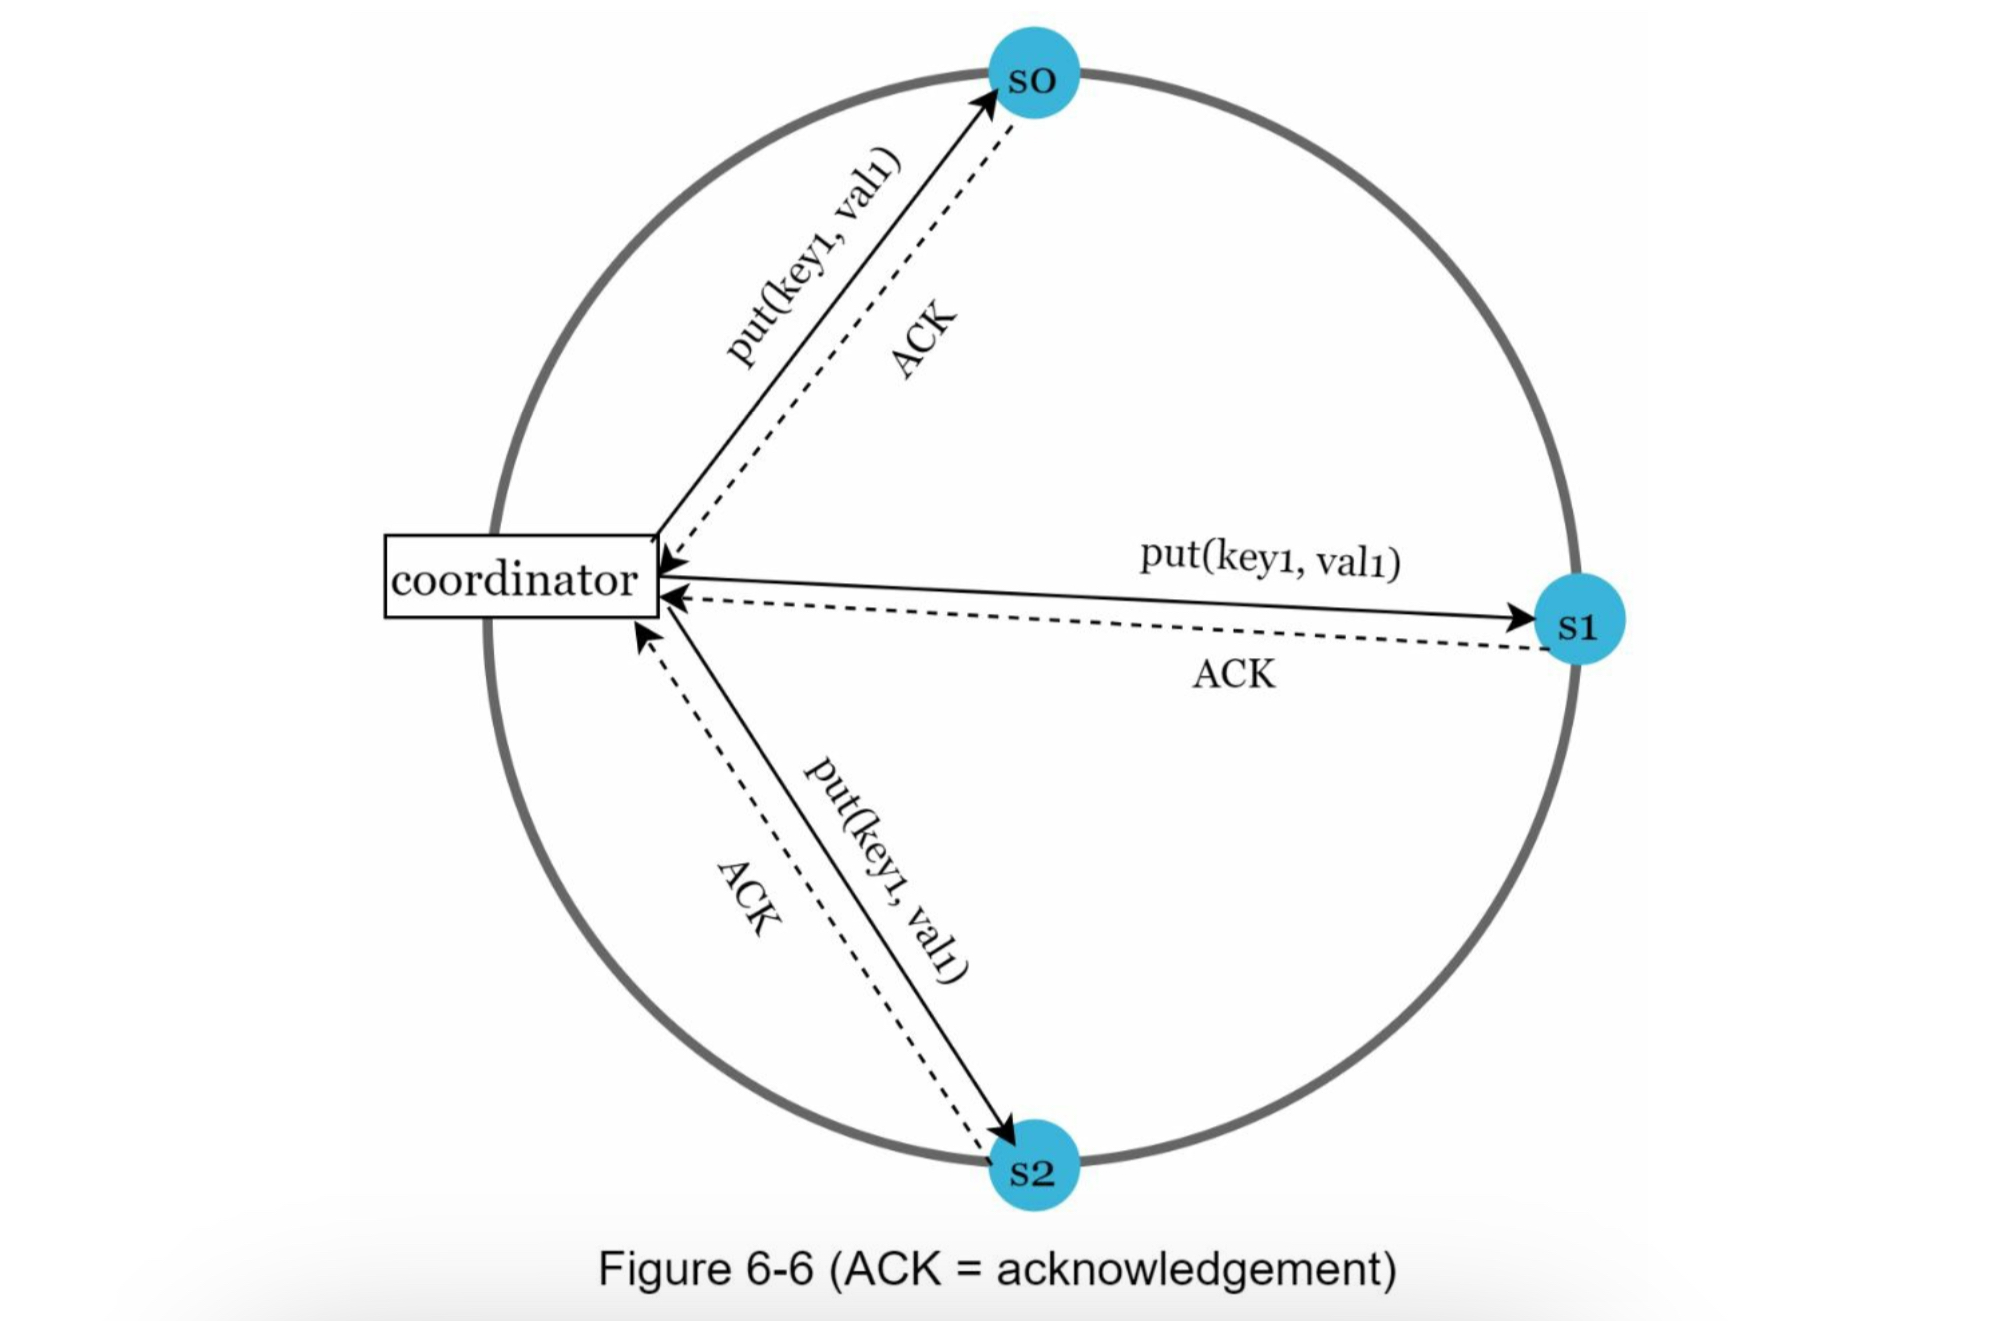 s0
put(key1, val1)
ACK
put(key1, val1)
coordinator
s1
ACK
put(key1, val1)
ACK
s2
Figure 6-6 (ACK = acknowledgement)